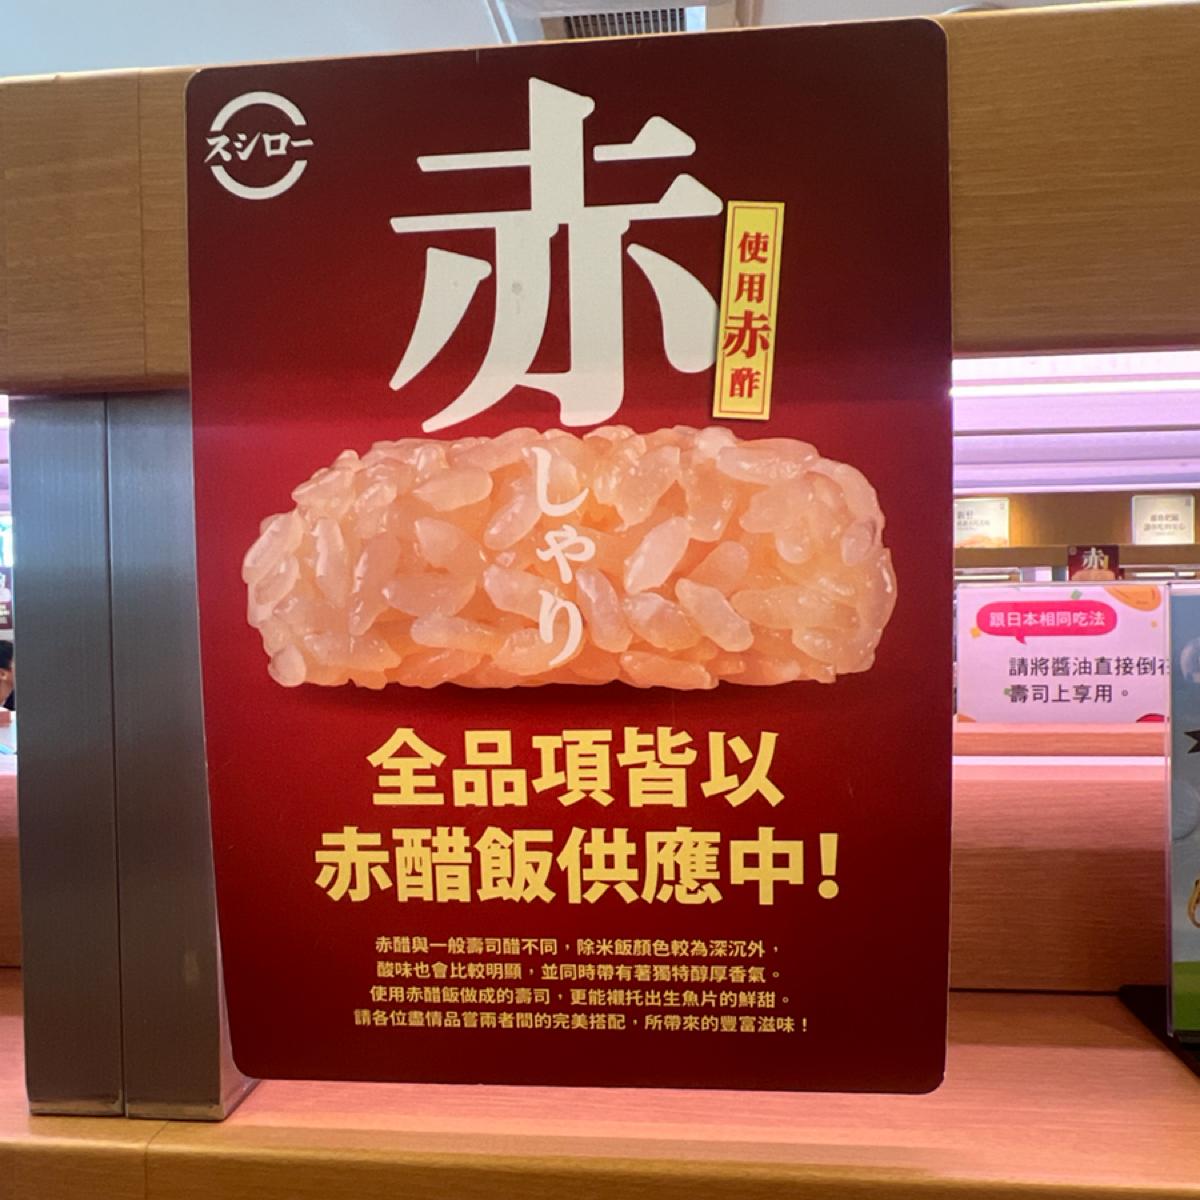 スシロー
赤
使用赤酢
しゃり
全品項皆以
赤醋飯供應中!
赤醋與一般壽司醋不同,除米飯顏色較為深沉外,
酸味也會比較明顯,並同時帶有著獨特醇厚香氣。
使用赤醋飯做成的壽司,更能襯托出生魚片的鮮甜。
請各位盡情品嘗兩者間的完美搭配,所帶來的豐富滋味!
赤
跟日本相同吃法
請將醬油直接倒在
壽司上享用。